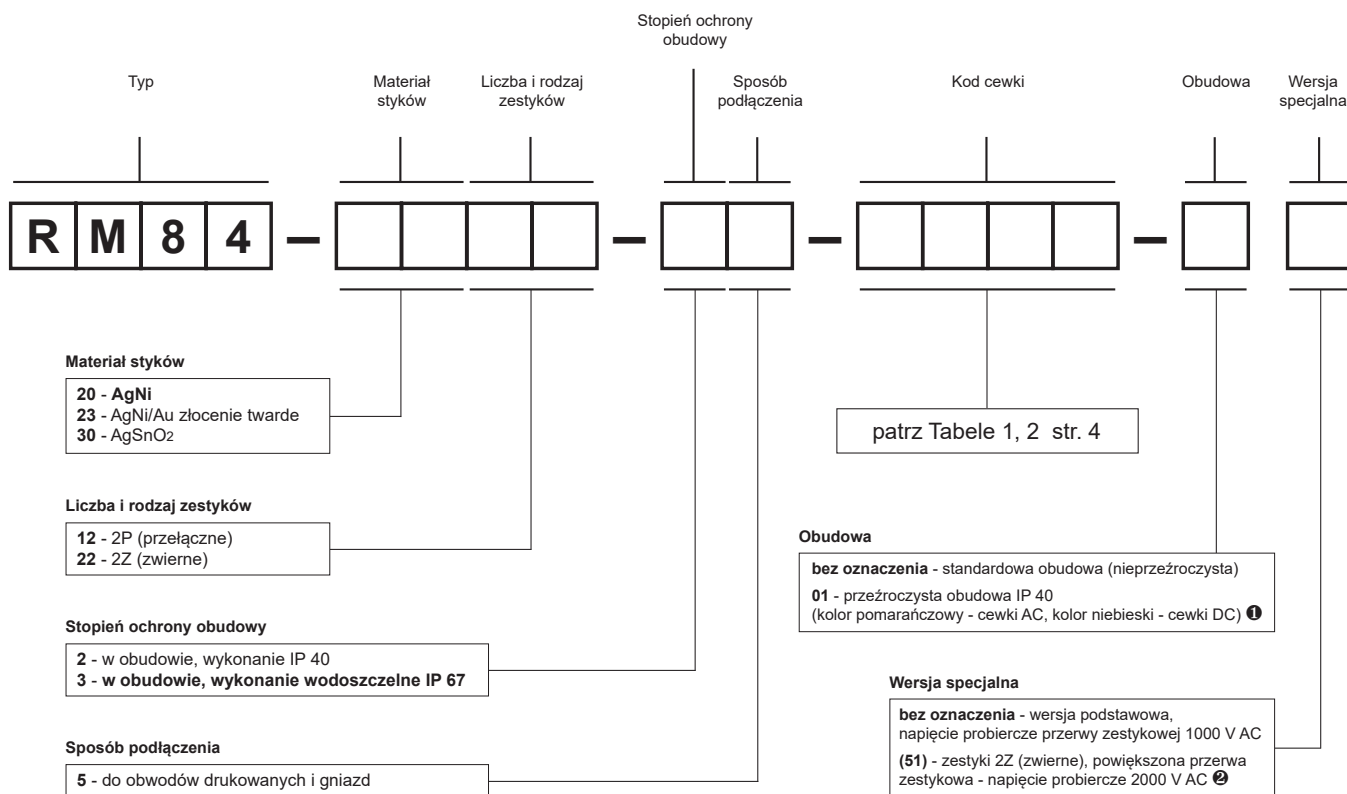 Stopień ochrony
obudowy
Typ
Materiał
styków
Liczba i rodzaj
zestyków
Sposób
podłączenia
Kod cewki
Obudowa
Wersja
specjalna
R M 8 4 – – – –
Materiał styków
20 - AgNi
23 - AgNi/Au złocenie twarde
30 - AgSnO2
patrz Tabele 1, 2 str. 4
Liczba i rodzaj zestyków
12 - 2P (przełączne)
22 - 2Z (zwierne)
Obudowa
bez oznaczenia - standardowa obudowa (nieprzeźroczysta)
01 - przeźroczysta obudowa IP 40
(kolor pomarańczowy - cewki AC, kolor niebieski - cewki DC) ❶
Stopień ochrony obudowy
2 - w obudowie, wykonanie IP 40
3 - w obudowie, wykonanie wodoszczelne IP 67
Wersja specjalna
bez oznaczenia - wersja podstawowa,
napięcie probiercze przerwy zestykowej 1000 V AC
(51) - zestyki 2Z (zwierne), powiększona przerwa
zestykowa - napięcie probiercze 2000 V AC ❷
Sposób podłączenia
5 - do obwodów drukowanych i gniazd